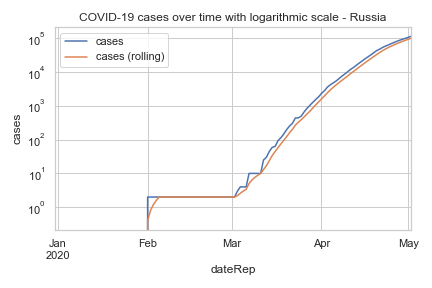 COVID-19 cases over time with logarithmic scale - Russia
cases
cases (rolling)
10⁵
10⁴
10³
10²
10¹
10⁰
cases
Jan Feb Mar Apr May
2020
dateRep